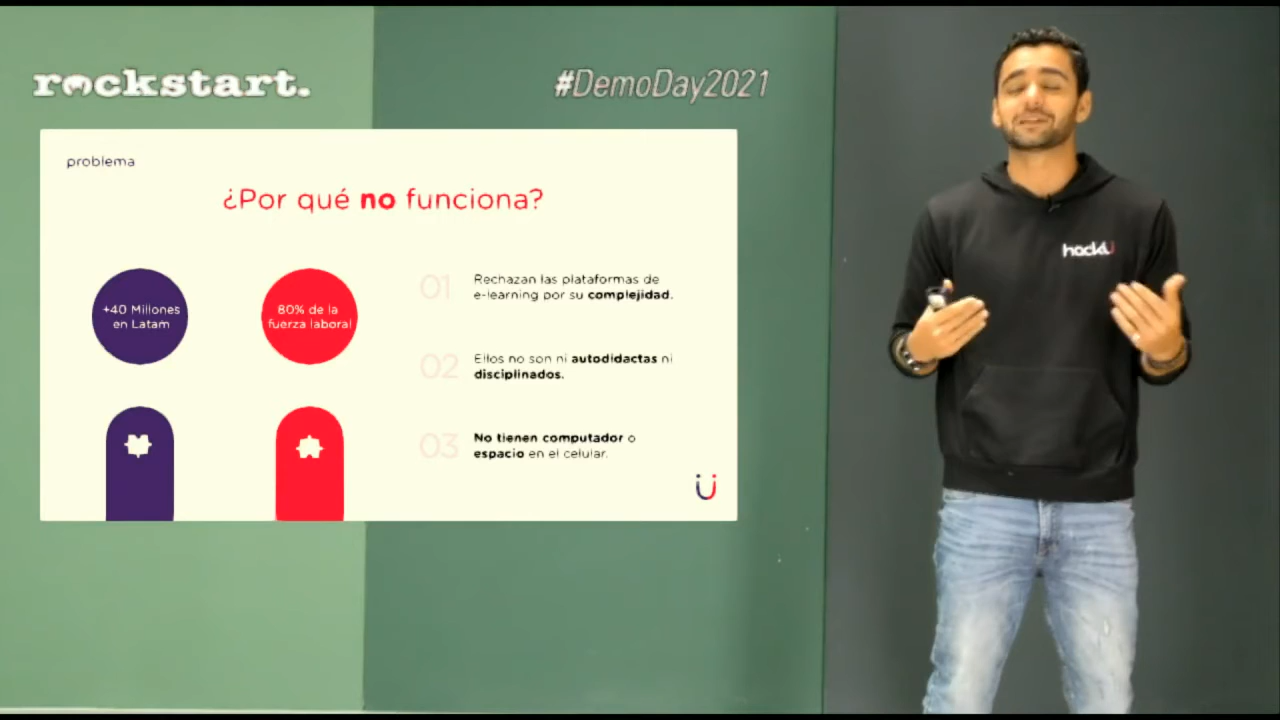 rockstart.
#DemoDay2021
problema
¿Por qué no funciona?
+40 Millones
en Latam
80% de la
fuerza laboral
01
Rechazan las plataformas de
e-learning por su complejidad.
02
Ellos no son ni autodidactas ni
disciplinados.
03
No tienen computador o
espacio en el celular.
hackÜ